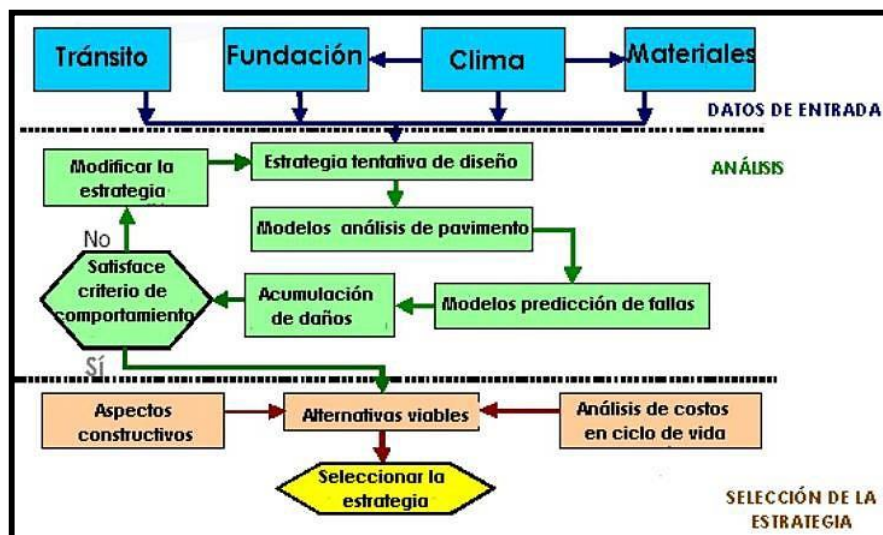 Tránsito
Fundación
Clima
Materiales
DATOS DE ENTRADA
Modificar la
estrategia
Estrategia tentativa de diseño
ANÁLISIS
Modelos análisis de pavimento
No
Satisface
criterio de
comportamiento
Acumulación
de daños
Modelos predicción de fallas
Sí
Aspectos
constructivos
Alternativas viables
Análisis de costos
en ciclo de vida
Seleccionar la
estrategia
SELECCIÓN DE LA
ESTRATEGIA